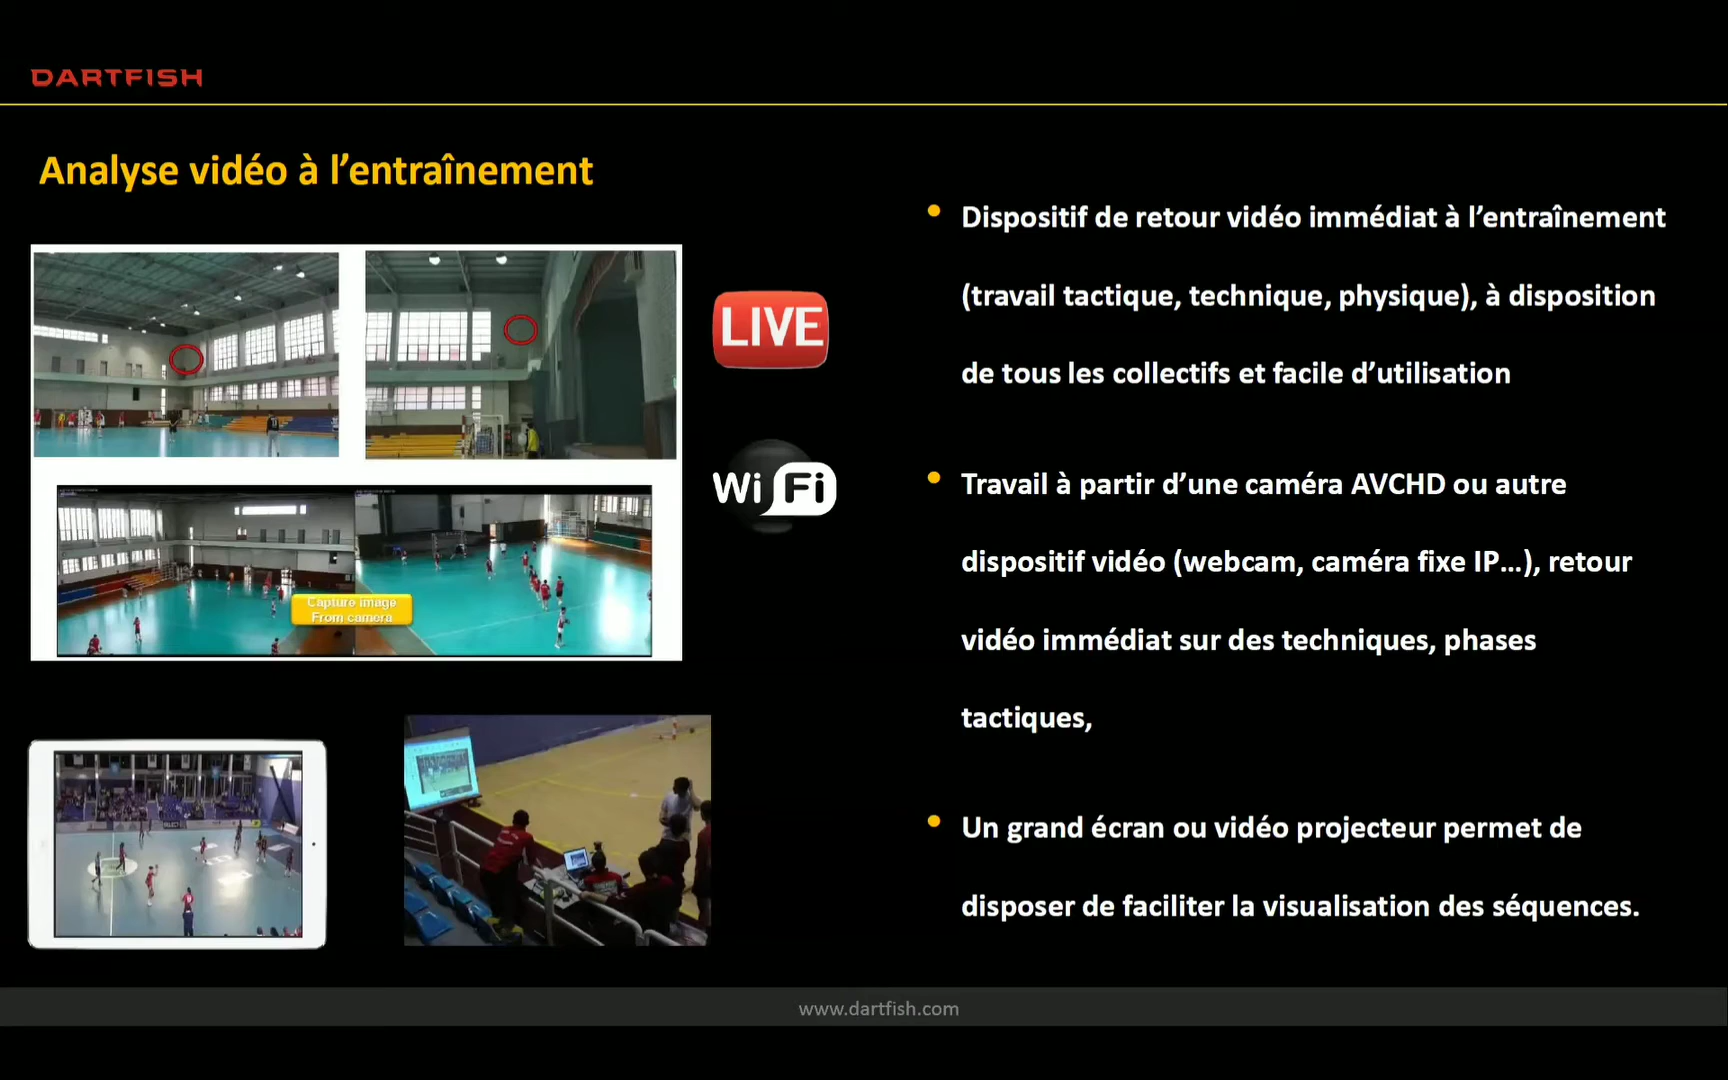 DARTFISH
Analyse vidéo à l’entraînement
LIVE
Wi Fi
Capture image
From camera
• Dispositif de retour vidéo immédiat à l’entraînement
(travail tactique, technique, physique), à disposition
de tous les collectifs et facile d’utilisation
• Travail à partir d’une caméra AVCHD ou autre
dispositif vidéo (webcam, caméra fixe IP...), retour
vidéo immédiat sur des techniques, phases
tactiques,
• Un grand écran ou vidéo projecteur permet de
disposer de faciliter la visualisation des séquences.
www.dartfish.com